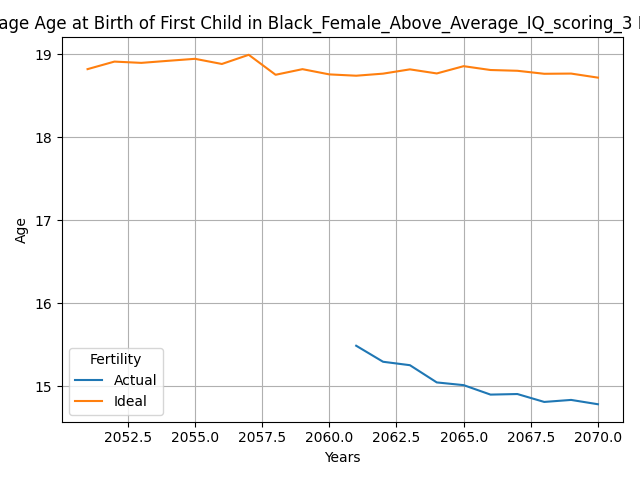 age Age at Birth of First Child in Black_Female_Above_Average_IQ_scoring_3
19
18
17
16
15
Age
Fertility
Actual
Ideal
2052.5 2055.0 2057.5 2060.0 2062.5 2065.0 2067.5 2070.0
Years